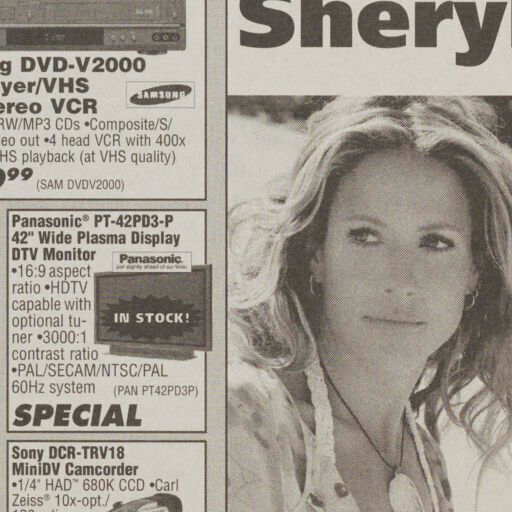 g DVD-V2000
yer/VHS
ereo VCR
SAMSUNG
RW/MP3 CDs •Composite/S/
eo out •4 head VCR with 400x
HS playback (at VHS quality)
99
(SAM DVDV2000)
Panasonic® PT-42PD3-P
42" Wide Plasma Display
DTV Monitor
Panasonic
just slightly ahead of our time.
•16:9 aspect
ratio •HDTV
capable with
optional tu-
ner •3000:1
contrast ratio
•PAL/SECAM/NTSC/PAL
60Hz system
IN STOCK!
(PAN PT42PD3P)
SPECIAL
Sony DCR-TRV18
MiniDV Camcorder
•1/4" HAD™ 680K CCD •Carl
Zeiss® 10x-opt./
Shery